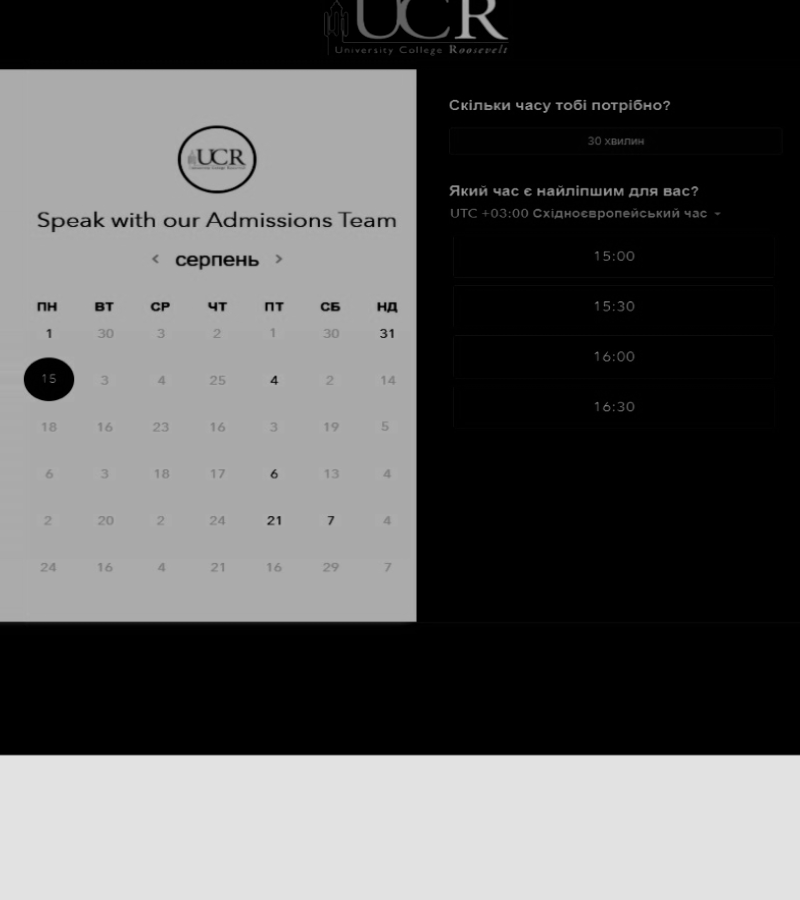 UCR
University College Roosevelt
UCR
Speak with our Admissions Team
< серпень >
ПН ВТ СР ЧТ ПТ СБ НД
1 30 3 2 1 30 31
15 3 4 25 4 2 14
18 16 23 16 3 19 5
6 3 18 17 6 13 4
2 20 2 24 21 7 4
24 16 4 21 16 29 7
Скільки часу тобі потрібно?
30 хвилин
Який час є найліпшим для вас?
UTC +03:00 Східноєвропейський час
15:00
15:30
16:00
16:30